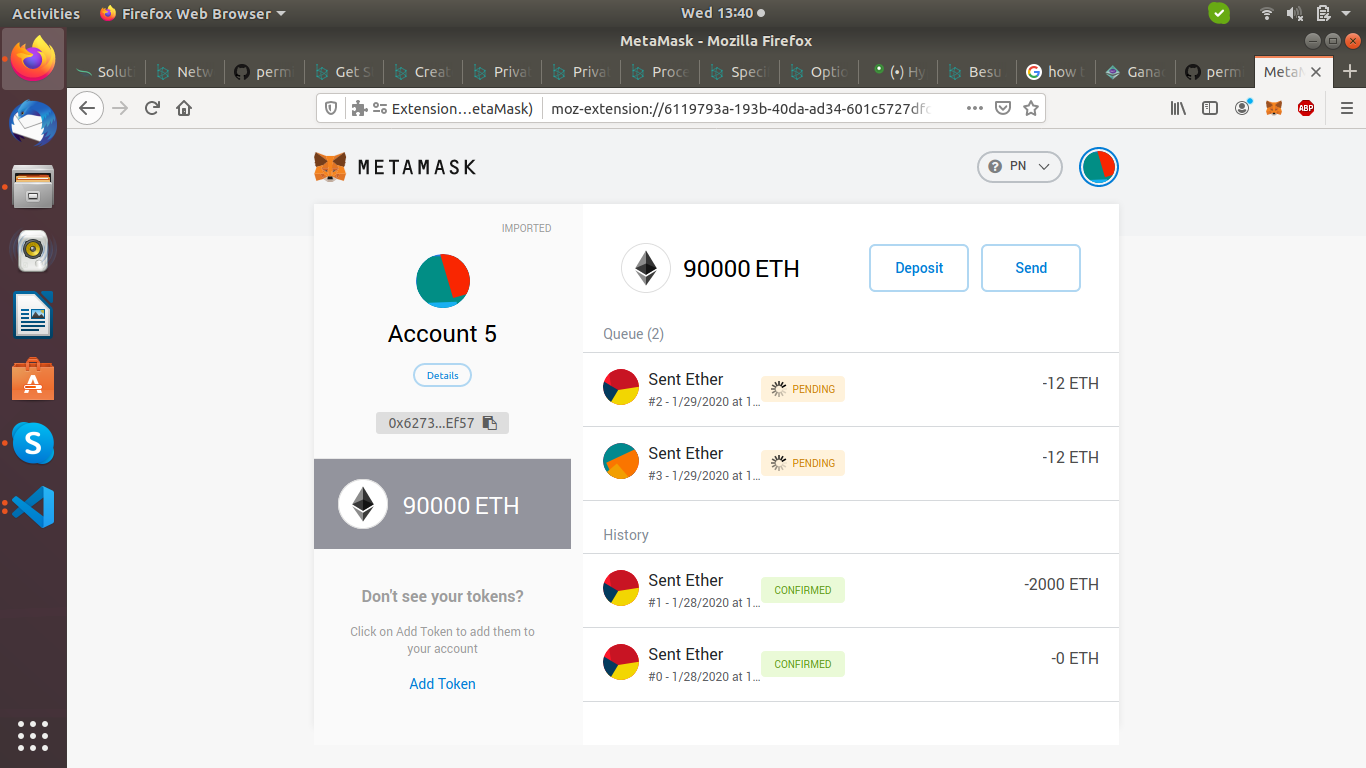 Activities
Firefox Web Browser
Wed 13:40
MetaMask - Mozilla Firefox
Solut
Netw
perm
Get S
Creat
Priva
Priva
Proce
Speci
Optio
(•) Hy
Besu
how t
Gana
perm
MetaM
Extension...etaMask)
moz-extension://6119793a-193b-40da-ad34-601c5727dfc
ABP
METAMASK
? PN
IMPORTED
Account 5
Details
0x6273...Ef57
90000 ETH
Don't see your tokens?
Click on Add Token to add them to
your account
Add Token
90000 ETH
Deposit
Send
Queue (2)
Sent Ether
#2 - 1/29/2020 at 1...
PENDING
-12 ETH
Sent Ether
#3 - 1/29/2020 at 1...
PENDING
-12 ETH
History
Sent Ether
#1 - 1/28/2020 at 1...
CONFIRMED
-2000 ETH
Sent Ether
#0 - 1/28/2020 at 1...
CONFIRMED
-0 ETH